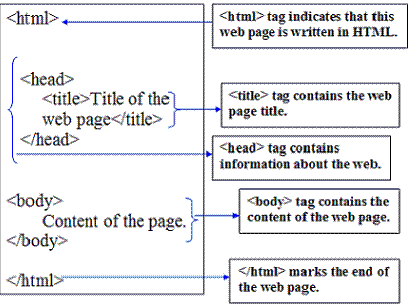 <html>
<html> tag indicates that this
web page is written in HTML.
<head>
<title>Title of the
web page</title>
</head>
<title> tag contains the web
page title.
<head> tag contains
information about the web.
<body>
Content of the page.
</body>
<body> tag contains the
content of the web page.
</html>
</html> marks the end of
the web page.